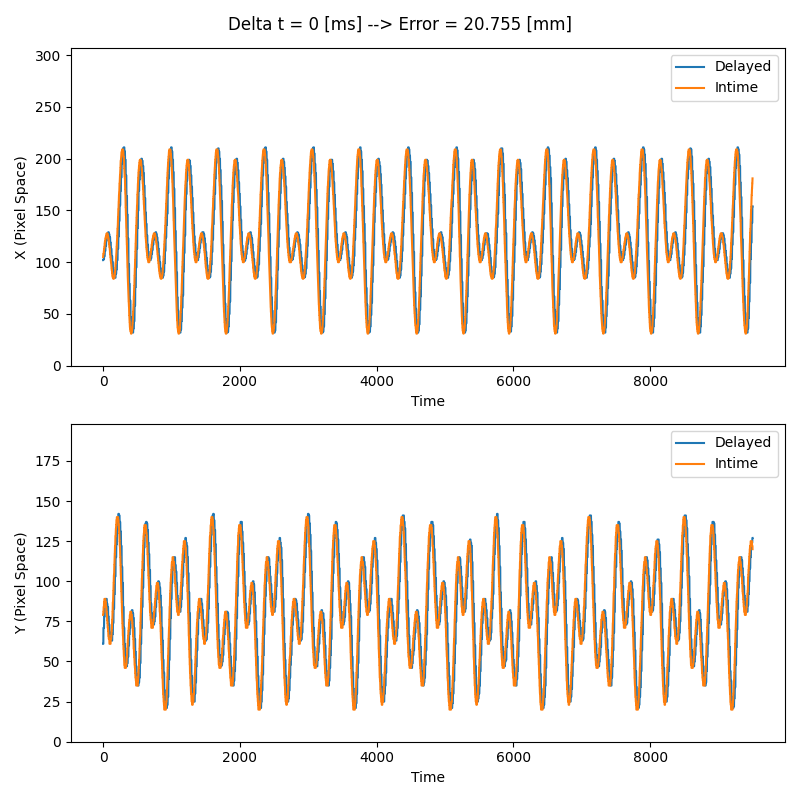 Delta t = 0 [ms] --> Error = 20.755 [mm]
300
250
200
150
100
50
0
X (Pixel Space)
Delayed
Intime
0 2000 4000 6000 8000
Time
175
150
125
100
75
50
25
0
Y (Pixel Space)
Delayed
Intime
0 2000 4000 6000 8000
Time